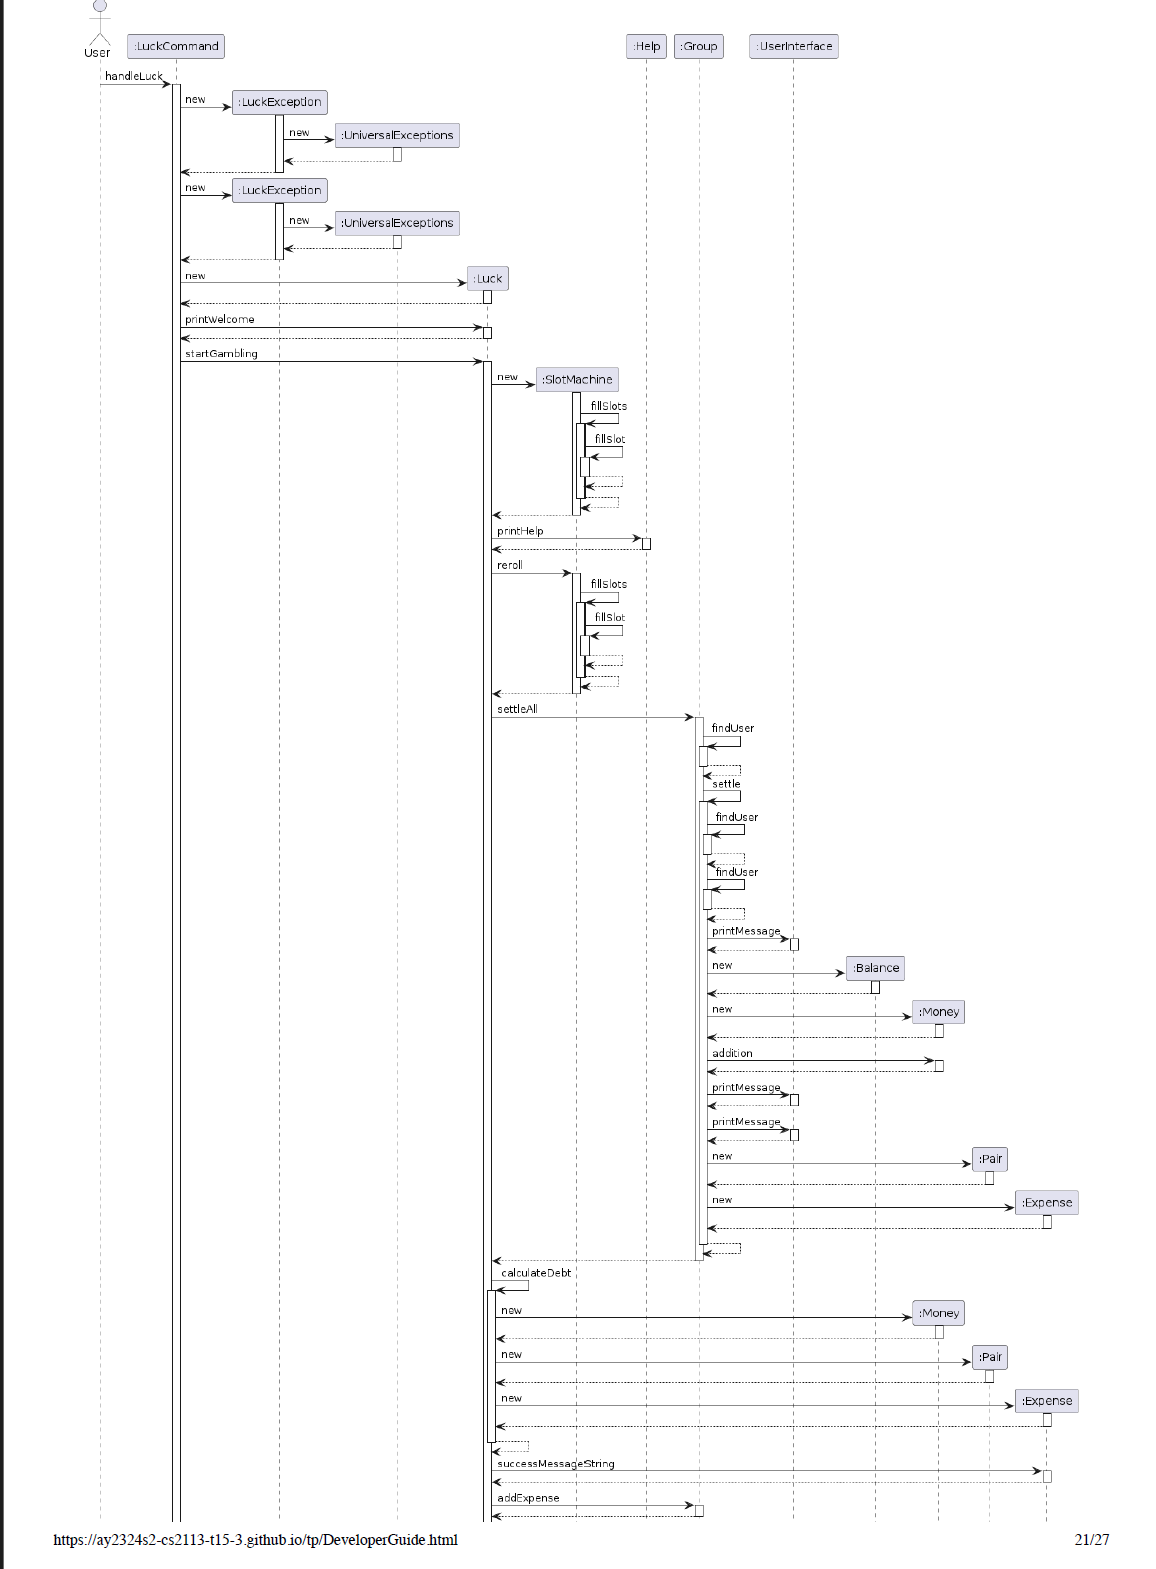 User
:LuckCommand
:Help
:Group
:UserInterface
handleLuck
new
:LuckException
new
:UniversalExceptions
new
:LuckException
new
:UniversalExceptions
new
:Luck
printWelcome
startGambling
new
:SlotMachine
fillSlots
fillSlot
printHelp
reroll
fillSlots
fillSlot
settleAll
findUser
settle
findUser
findUser
printMessage
new
:Balance
new
:Money
addition
printMessage
printMessage
new
:Pair
new
:Expense
calculateDebt
new
:Money
new
:Pair
new
:Expense
successMessageString
addExpense
https://ay2324s2-cs2113-t15-3.github.io/tp/DeveloperGuide.html
21/27